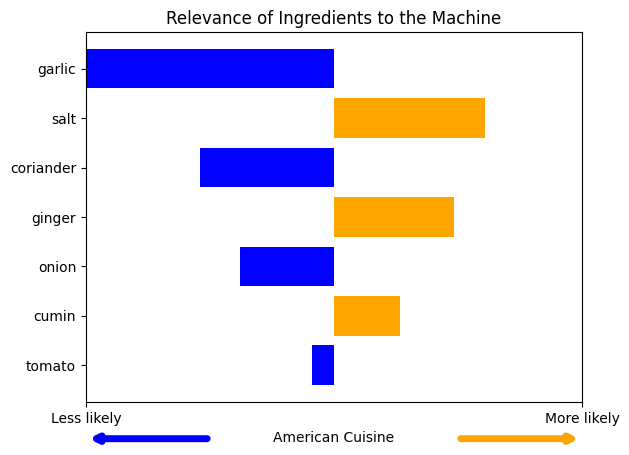 Relevance of Ingredients to the Machine
garlic
salt
coriander
ginger
onion
cumin
tomato
Less likely
More likely
American Cuisine